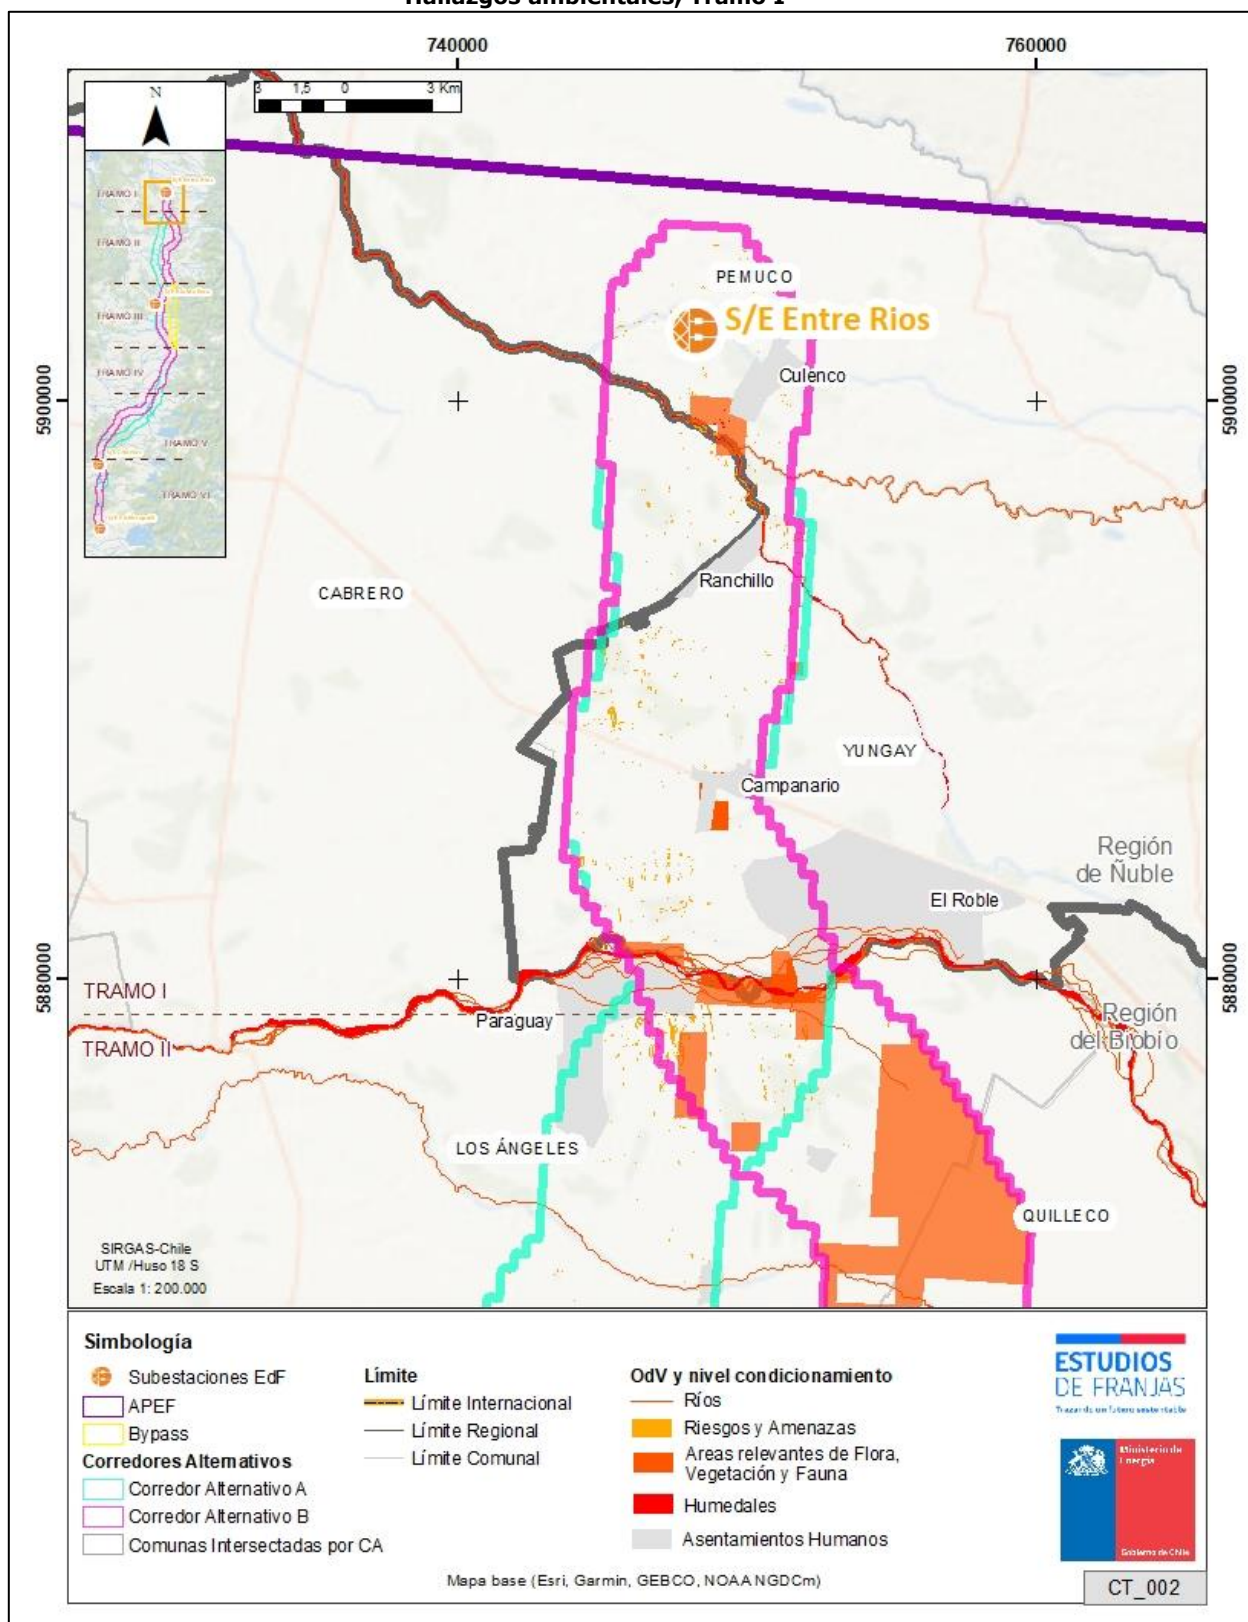 Hallazgos ambientales, Tramo I
740000
760000
3 1,5 0 3 Km
N
TRAMO I
TRAMO II
TRAMO III
TRAMO IV
TRAMO V
TRAMO VI
PEMUCO
S/E Entre Rios
Culenco
5900000
5900000
Ranchillo
CABRERO
YUNGAY
Campanario
Región
de Ñuble
El Roble
5880000
5880000
TRAMO I
Paraguay
TRAMO II
Región
del Biobío
LOS ÁNGELES
QUILLECO
SIRGAS-Chile
UTM /Huso 18 S
Escala 1: 200.000
Simbología
Subestaciones EdF
APEF
Bypass
Corredores Alternativos
Corredor Alternativo A
Corredor Alternativo B
Comunas Intersectadas por CA
Límite
Límite Internacional
Límite Regional
Límite Comunal
OdV y nivel condicionamiento
Ríos
Riesgos y Amenazas
Areas relevantes de Flora,
Vegetación y Fauna
Humedales
Asentamientos Humanos
ESTUDIOS
DE FRANJAS
Trazando un futuro sustentable
Ministerio de
Energía
Gobierno de Chile
Mapa base (Esri, Garmin, GEBCO, NOAA NGDCm)
CT_002